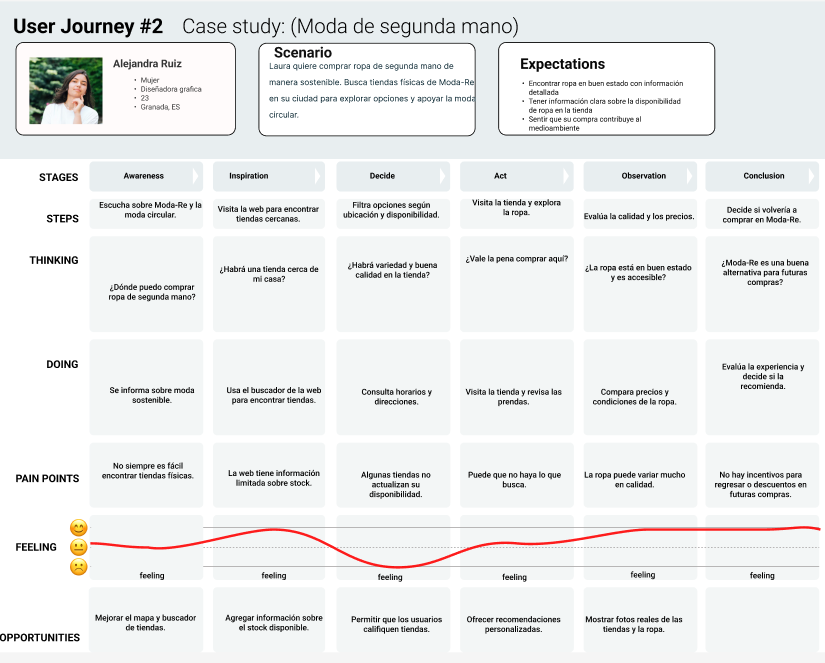 User Journey #2 Case study: (Moda de segunda mano)
Alejandra Ruiz
• Mujer
• Diseñadora grafica
• 23
• Granada, ES
Scenario
Laura quiere comprar ropa de segunda mano de
manera sostenible. Busca tiendas físicas de Moda-Re
en su ciudad para explorar opciones y apoyar la moda
circular.
Expectations
• Encontrar ropa en buen estado con información
detallada
• Tener información clara sobre la disponibilidad
de ropa en la tienda
• Sentir que su compra contribuye al
medioambiente
STAGES
Awareness
Inspiration
Decide
Act
Observation
Conclusion
STEPS
Escucha sobre Moda-Re y la
moda circular.
Visita la web para encontrar
tiendas cercanas.
Filtra opciones según
ubicación y disponibilidad.
Visita la tienda y explora
la ropa.
Evalúa la calidad y los precios.
Decide si volvería a
comprar en Moda-Re.
THINKING
¿Dónde puedo comprar
ropa de segunda mano?
¿Habrá una tienda cerca de
mi casa?
¿Habrá variedad y buena
calidad en la tienda?
¿Vale la pena comprar aquí?
¿La ropa está en buen estado
y es accesible?
¿Moda-Re es una buena
alternativa para futuras
compras?
DOING
Se informa sobre moda
sostenible.
Usa el buscador de la web
para encontrar tiendas.
Consulta horarios y
direcciones.
Visita la tienda y revisa las
prendas.
Compara precios y
condiciones de la ropa.
Evalúa la experiencia y
decide si la
recomienda.
PAIN POINTS
No siempre es fácil
encontrar tiendas físicas.
La web tiene información
limitada sobre stock.
Algunas tiendas no
actualizan su
disponibilidad.
Puede que no haya lo que
busca.
La ropa puede variar mucho
en calidad.
No hay incentivos para
regresar o descuentos en
futuras compras.
FEELING
feeling
feeling
feeling
feeling
feeling
feeling
OPPORTUNITIES
Mejorar el mapa y buscador
de tiendas.
Agregar información sobre
el stock disponible.
Permitir que los usuarios
califiquen tiendas.
Ofrecer recomendaciones
personalizadas.
Mostrar fotos reales de las
tiendas y la ropa.